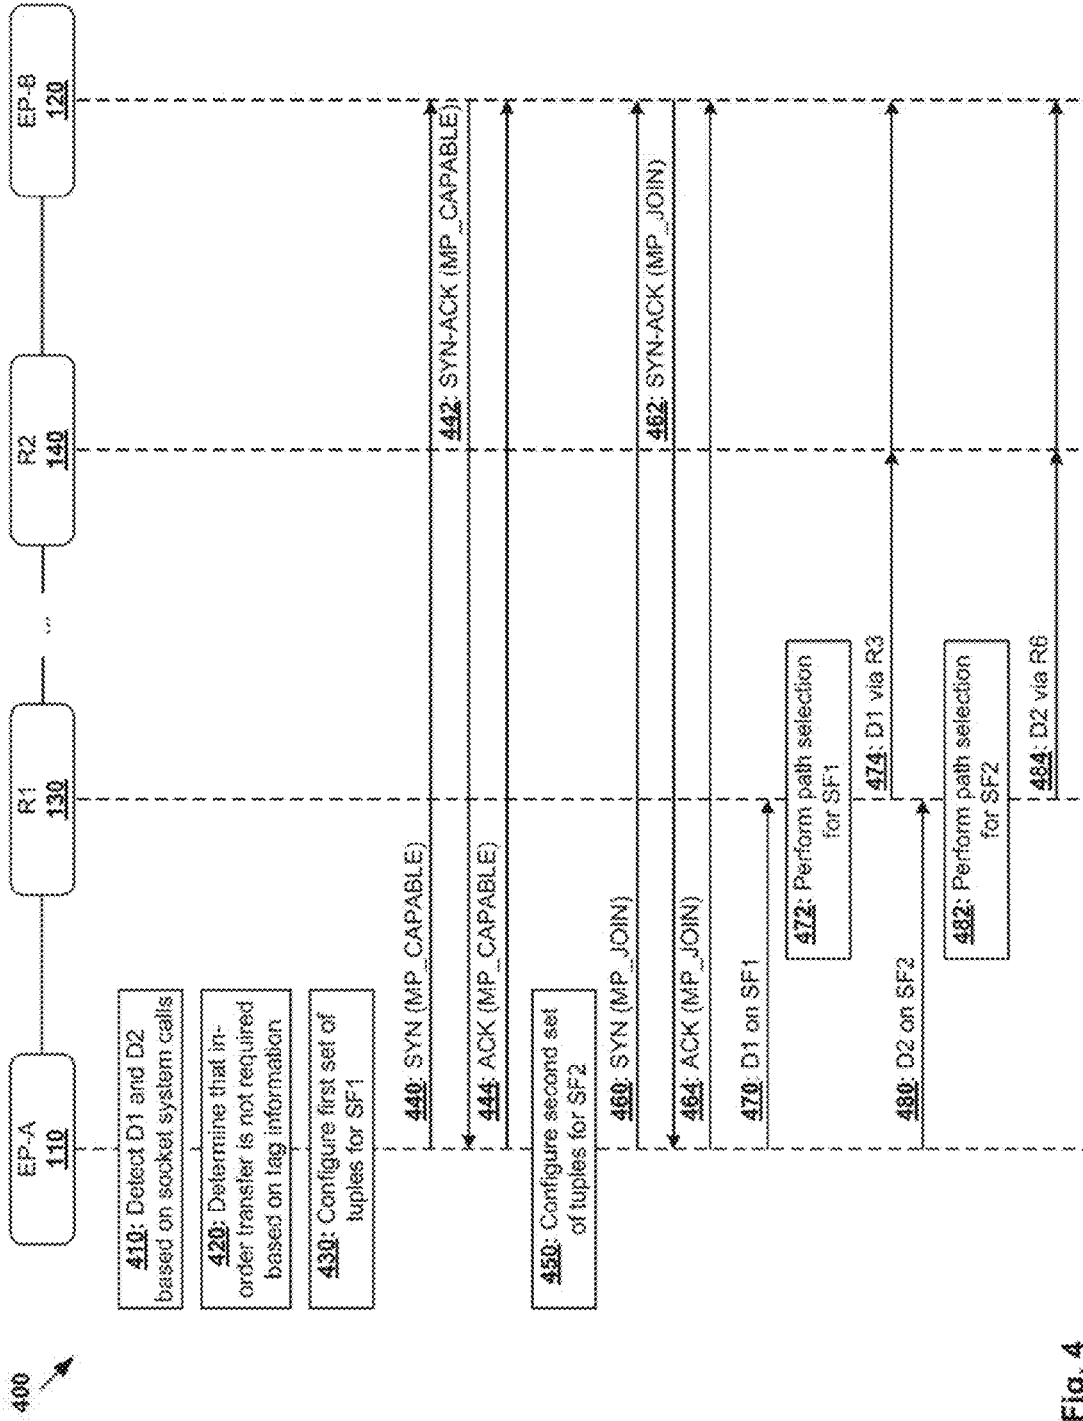 400
EP-A
110
R1
130
...
R2
140
EP-B
120
410: Detect D1 and D2
based on socket system calls
420: Determine that in-
order transfer is not required
based on tag information
430: Configure first set of
tuples for SF1
440: SYN (MP_CAPABLE)
442: SYN-ACK (MP_CAPABLE)
444: ACK (MP_CAPABLE)
450: Configure second set
of tuples for SF2
460: SYN (MP_JOIN)
462: SYN-ACK (MP_JOIN)
464: ACK (MP_JOIN)
470: D1 on SF1
472: Perform path selection
for SF1
474: D1 via R3
480: D2 on SF2
482: Perform path selection
for SF2
484: D2 via R6
Fig. 4